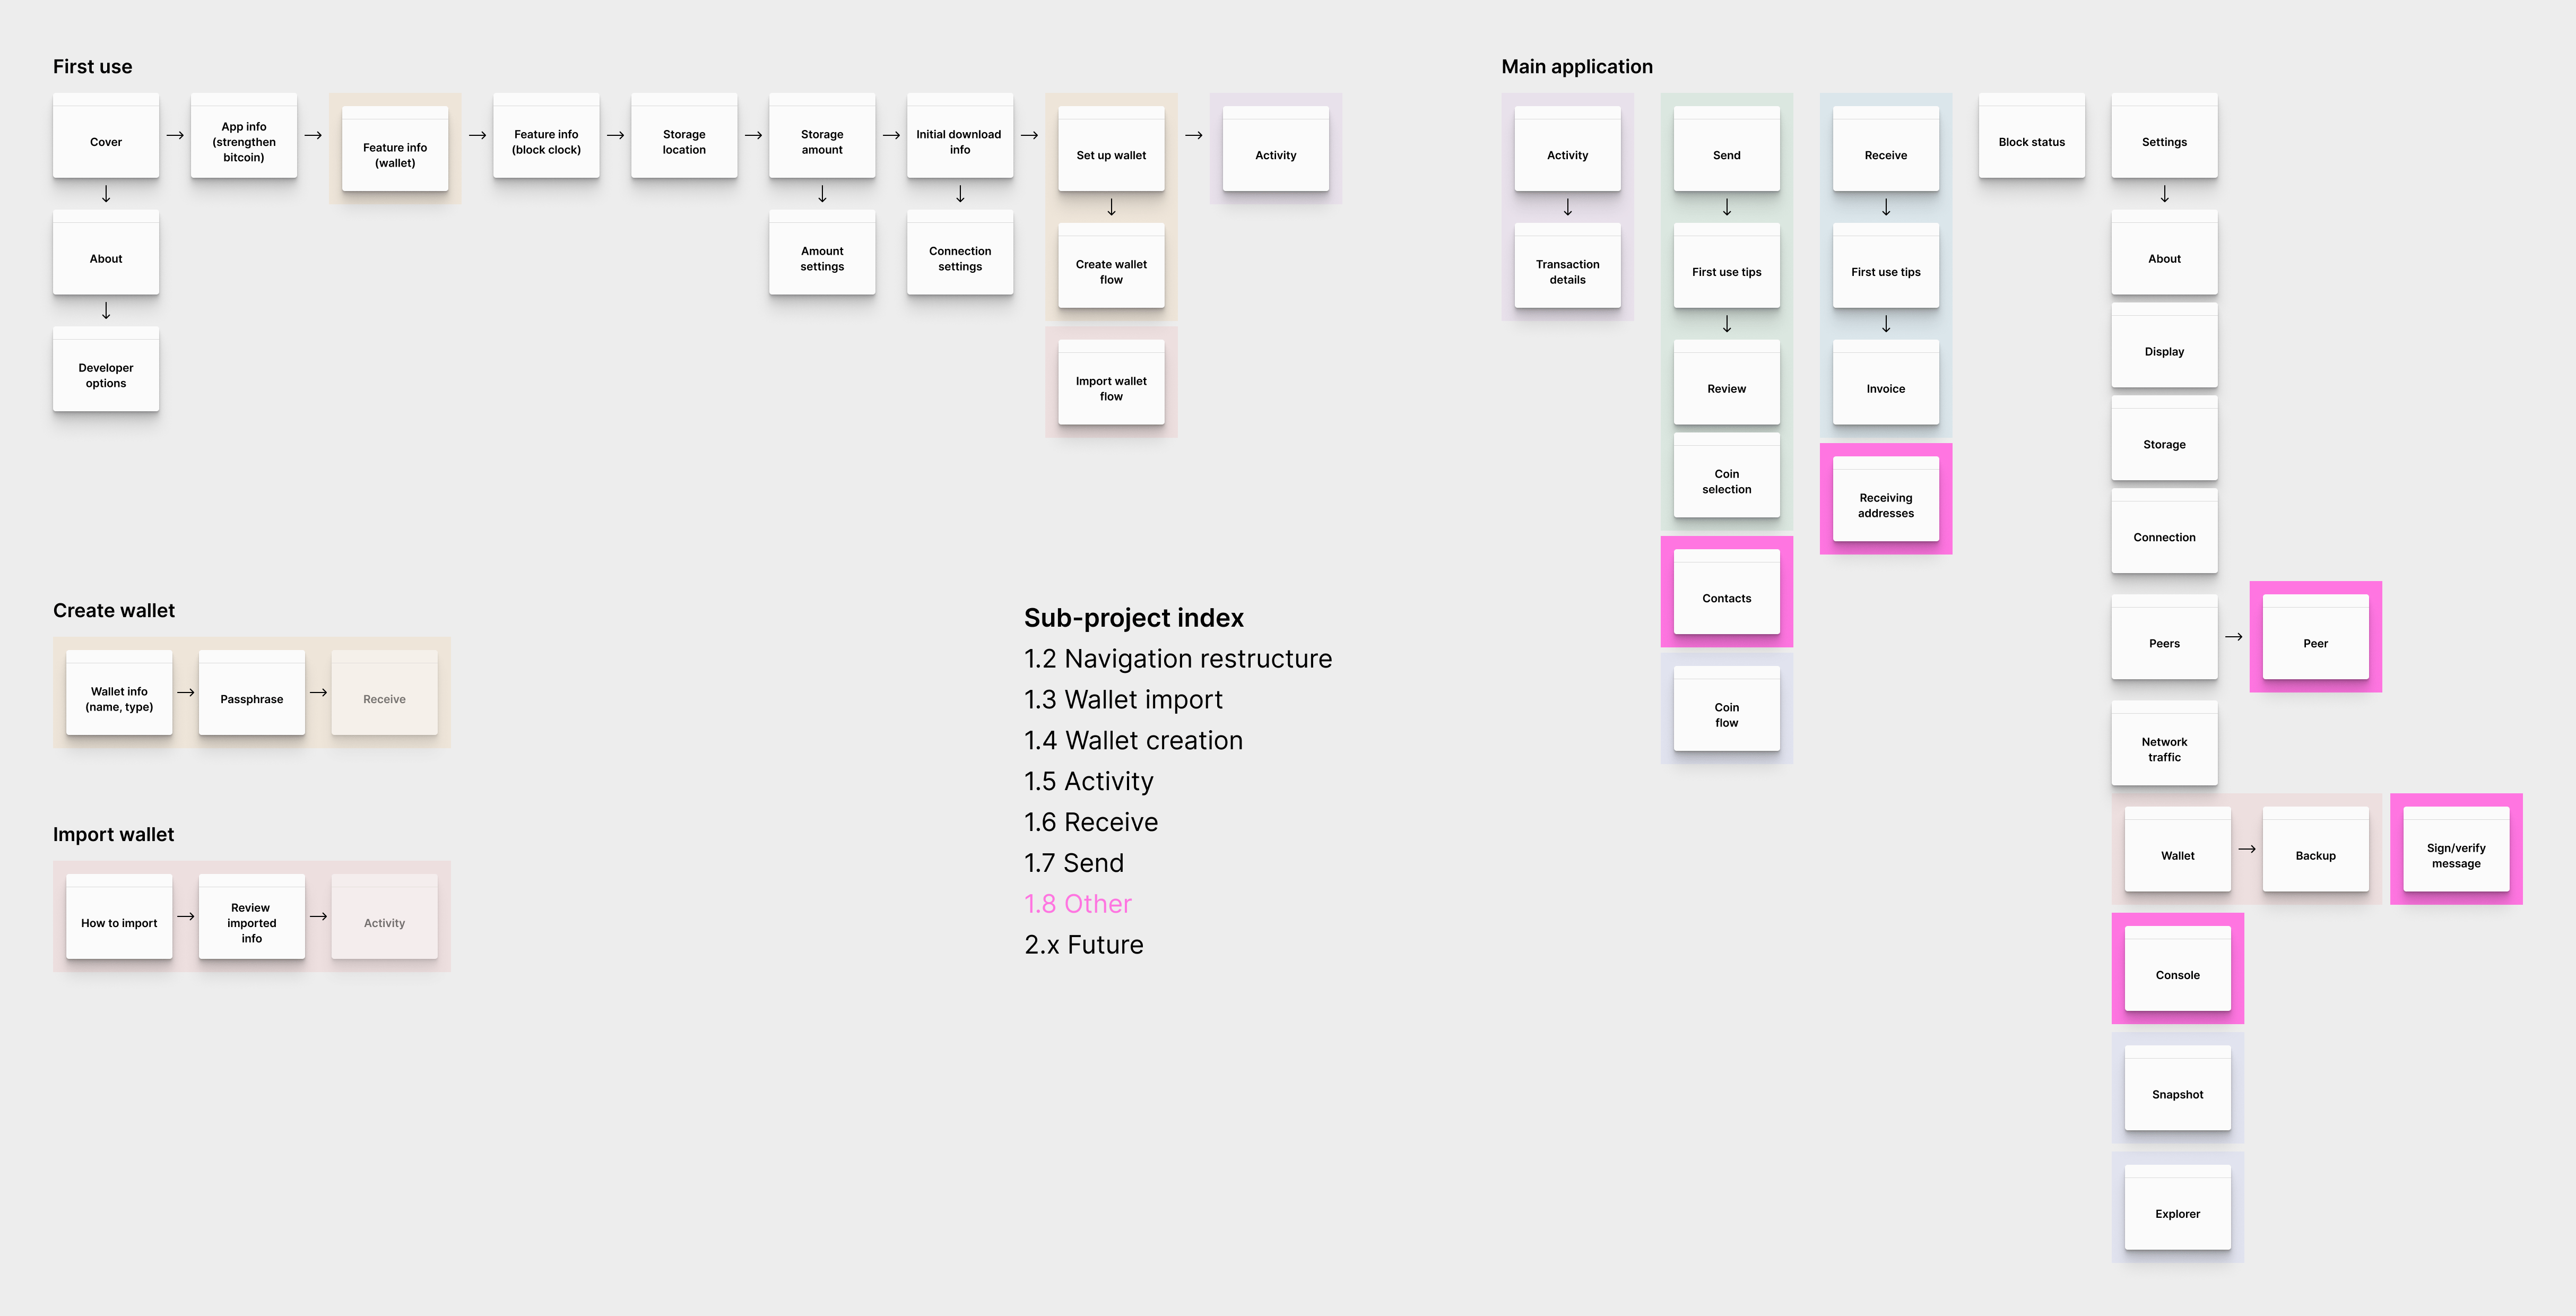 First use
Cover
App info
(strengthen
bitcoin)
Feature info
(wallet)
Feature info
(block clock)
Storage
location
Storage
amount
Initial download
info
Set up wallet
Activity
About
Amount
settings
Connection
settings
Create wallet
flow
Developer
options
Import wallet
flow
Create wallet
Wallet info
(name, type)
Passphrase
Receive
Import wallet
How to import
Review
imported
info
Activity
Sub-project index
1.2 Navigation restructure
1.3 Wallet import
1.4 Wallet creation
1.5 Activity
1.6 Receive
1.7 Send
1.8 Other
2.x Future
Main application
Activity
Transaction
details
Send
First use tips
Review
Coin
selection
Contacts
Coin
flow
Receive
First use tips
Invoice
Receiving
addresses
Block status
Settings
About
Display
Storage
Connection
Peers
Peer
Network
traffic
Wallet
Backup
Sign/verify
message
Console
Snapshot
Explorer